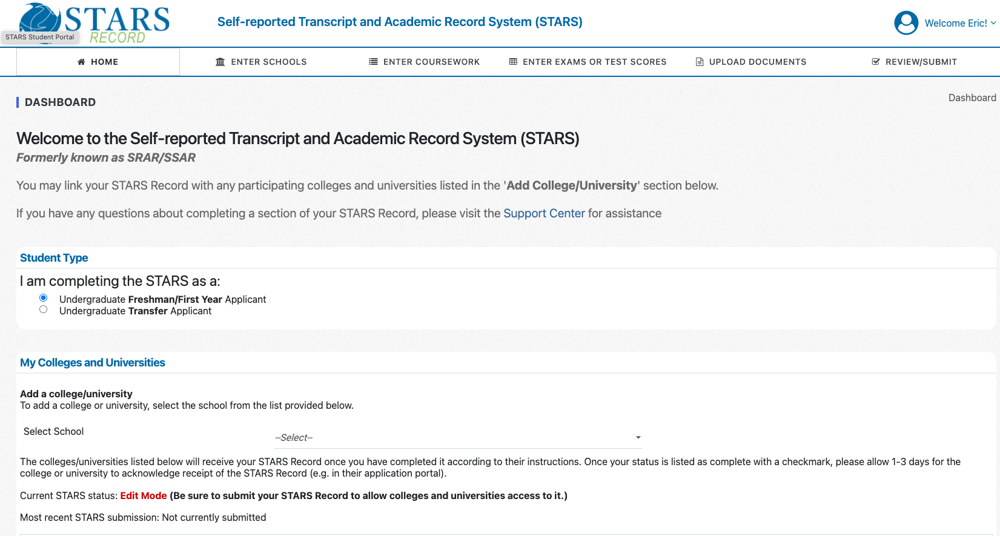 STARS
RECORD
STARS Student Portal
Self-reported Transcript and Academic Record System (STARS)
Welcome Eric!
HOME
ENTER SCHOOLS
ENTER COURSEWORK
ENTER EXAMS OR TEST SCORES
UPLOAD DOCUMENTS
REVIEW/SUBMIT
DASHBOARD
Dashboard
Welcome to the Self-reported Transcript and Academic Record System (STARS)
Formerly known as SRAR/SSAR
You may link your STARS Record with any participating colleges and universities listed in the 'Add College/University' section below.
If you have any questions about completing a section of your STARS Record, please visit the Support Center for assistance
Student Type
I am completing the STARS as a:
Undergraduate Freshman/First Year Applicant
Undergraduate Transfer Applicant
My Colleges and Universities
Add a college/university
To add a college or university, select the school from the list provided below.
Select School
--Select--
The colleges/universities listed below will receive your STARS Record once you have completed it according to their instructions. Once your status is listed as complete with a checkmark, please allow 1-3 days for the
college or university to acknowledge receipt of the STARS Record (e.g. in their application portal).
Current STARS status: Edit Mode (Be sure to submit your STARS Record to allow colleges and universities access to it.)
Most recent STARS submission: Not currently submitted